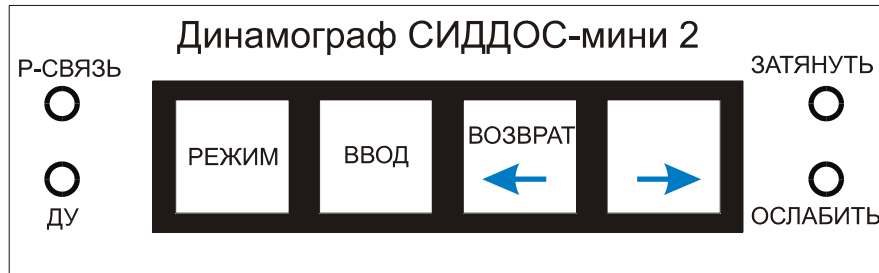 Динамограф СИДДОС-мини 2
Р-СВЯЗЬ
ЗАТЯНУТЬ
РЕЖИМ
ВВОД
ВОЗВРАТ
ДУ
ОСЛАБИТЬ